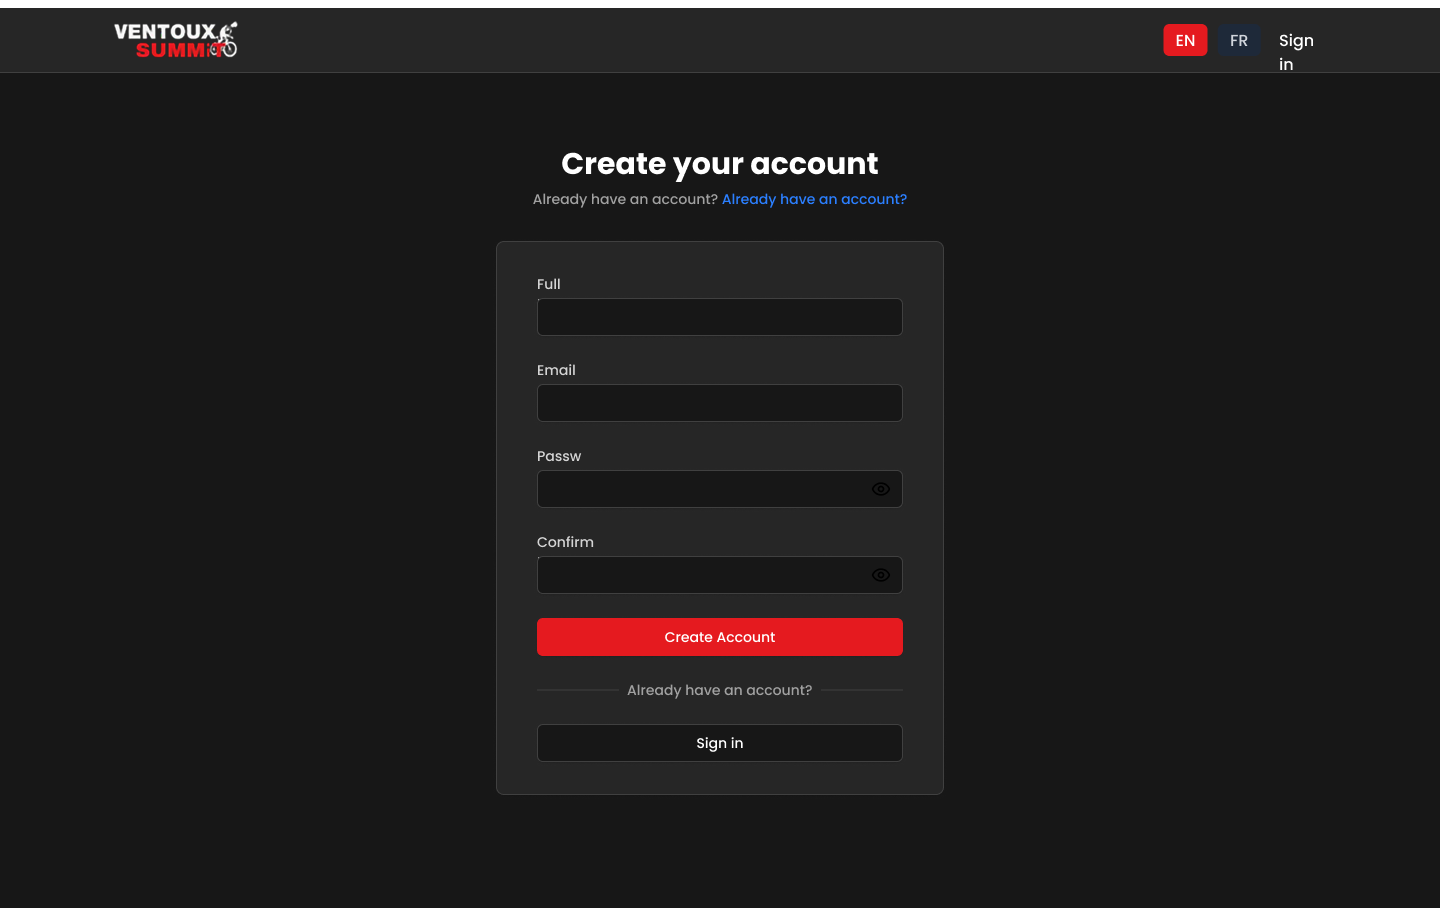 VENTOUX
SUMMIT
EN
FR
Sign
in
Create your account
Already have an account? Already have an account?
Full
Email
Passw
Confirm
Create Account
Already have an account?
Sign in